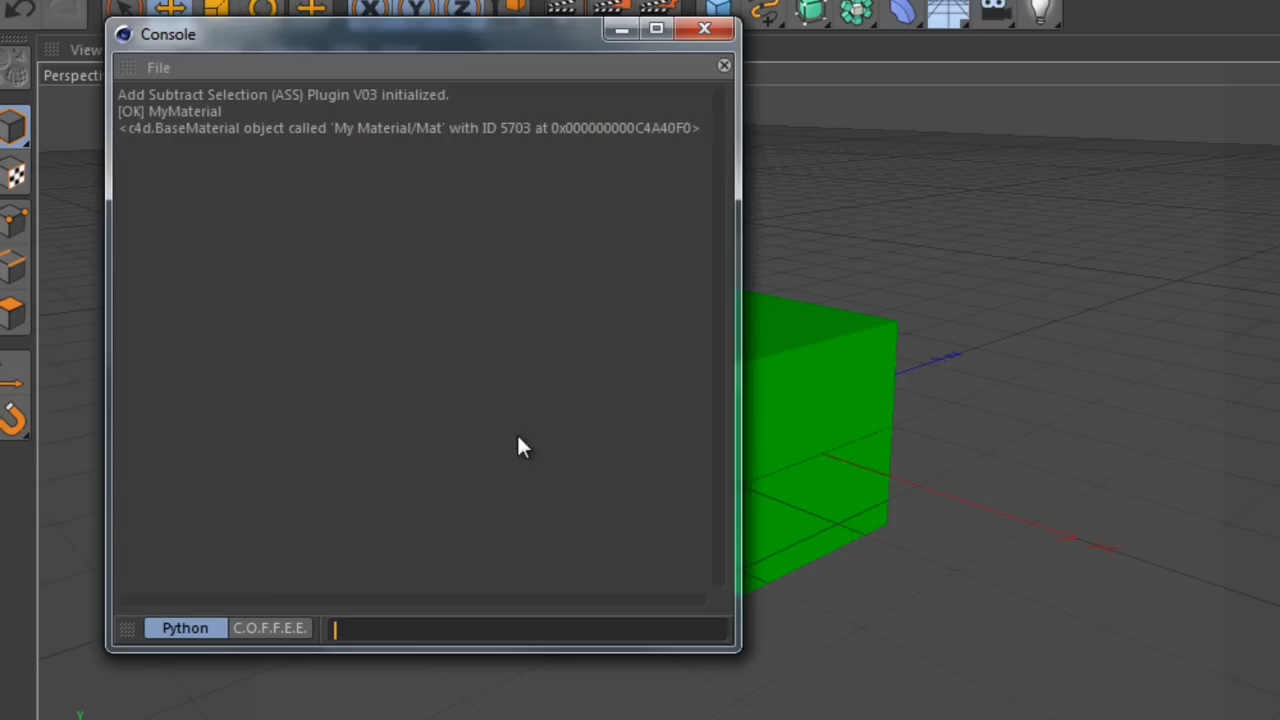 X Y Z
Console
View
File
Perspecti
Add Subtract Selection (ASS) Plugin V03 initialized.
[OK] MyMaterial
<c4d.BaseMaterial object called 'My Material/Mat' with ID 5703 at 0x000000000C4A40F0>
Python C.O.F.F.E.E.
Y